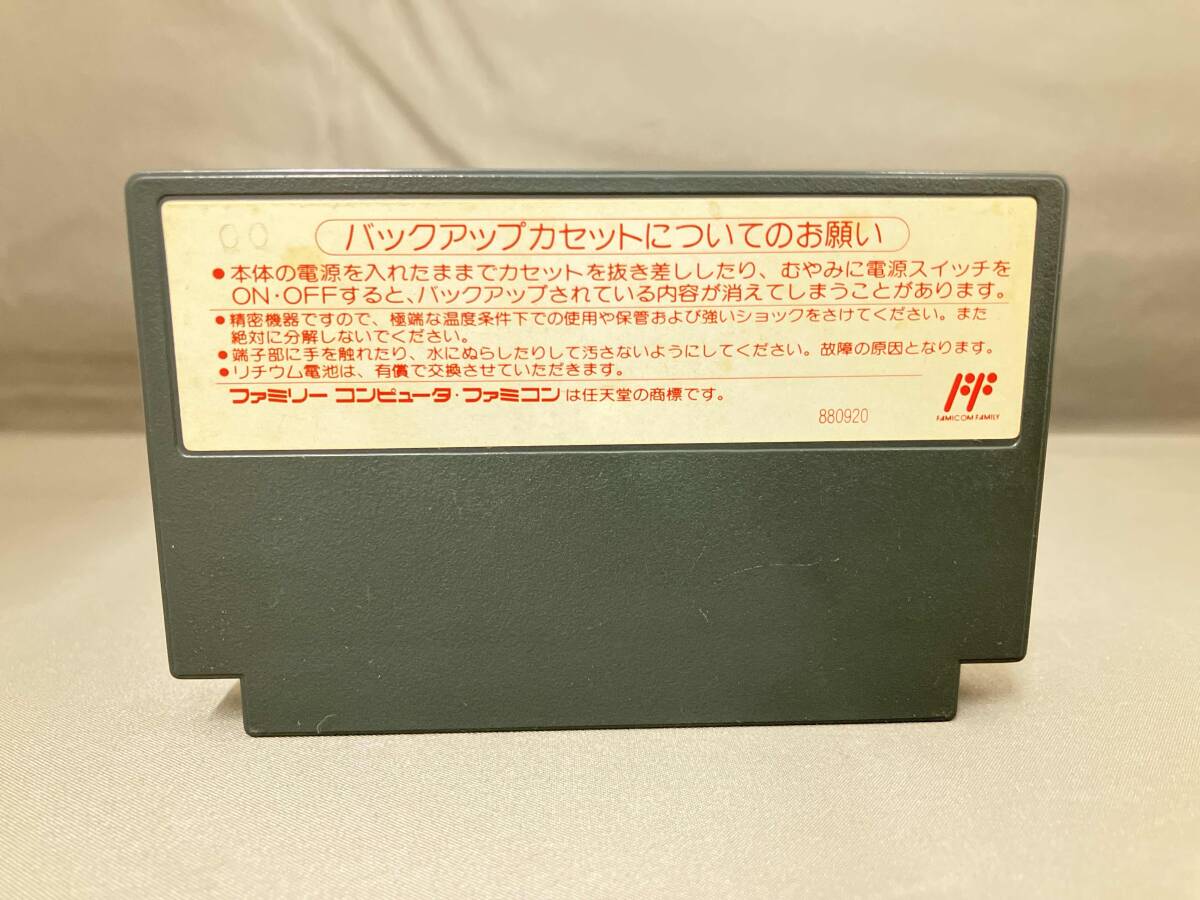 バックアップカセットについてのお願い
●本体の電源を入れたままでカセットを抜き差ししたり、むやみに電源スイッチを
ON・OFFすると、バックアップされている内容が消えてしまうことがあります。
●精密機器ですので、極端な温度条件下での使用や保管および強いショックをさけてください。また
絶対に分解しないでください。
●端子部に手を触れたり、水にぬらしたりして汚さないようにしてください。故障の原因となります。
●リチウム電池は、有償で交換させていただきます。
ファミリー コンピュータ・ファミコンは任天堂の商標です。
880920
FAMICOM FAMILY